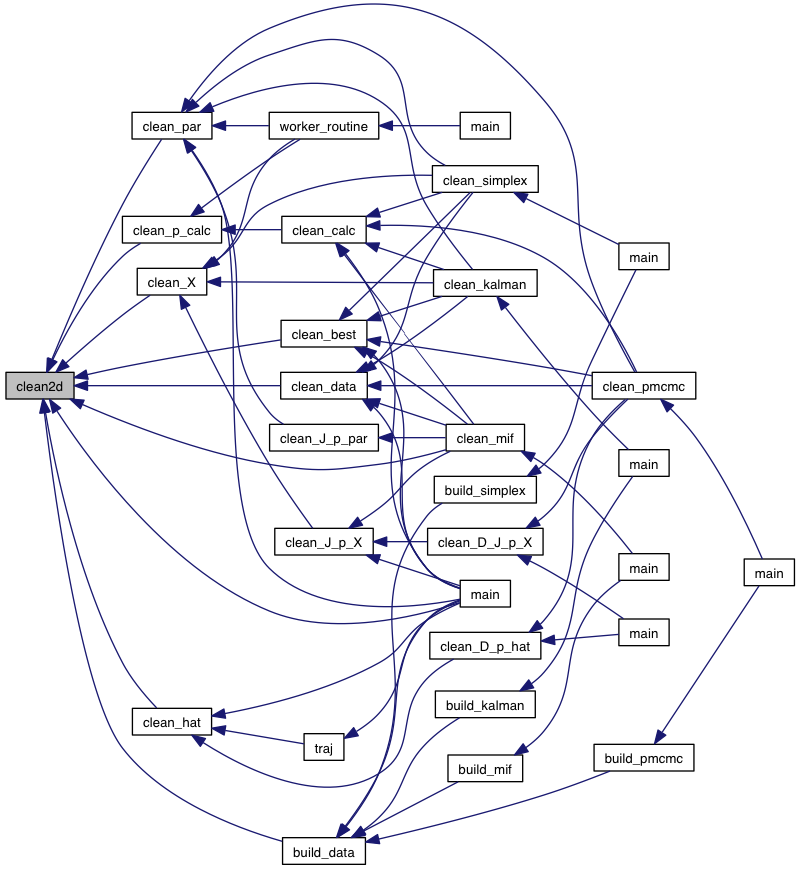 clean_par
worker_routine
main
clean_simplex
clean_p_calc
clean_calc
main
clean_X
clean_kalman
clean_best
clean2d
clean_data
clean_pmcmc
clean_J_p_par
clean_mif
main
build_simplex
clean_J_p_X
clean_D_J_p_X
main
main
main
main
clean_D_p_hat
build_kalman
clean_hat
traj
build_pmcmc
build_mif
build_data